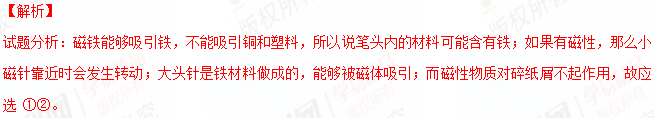 【解析】
试题分析：磁铁能够吸引铁，不能吸引铜和塑料，所以说笔头内的材料可能含有铁；如果有磁性，那么小
磁针靠近时会发生转动；大头针是铁材料做成的，能够被磁体吸引；而磁性物质对碎纸屑不起作用，故应
选 ①②。